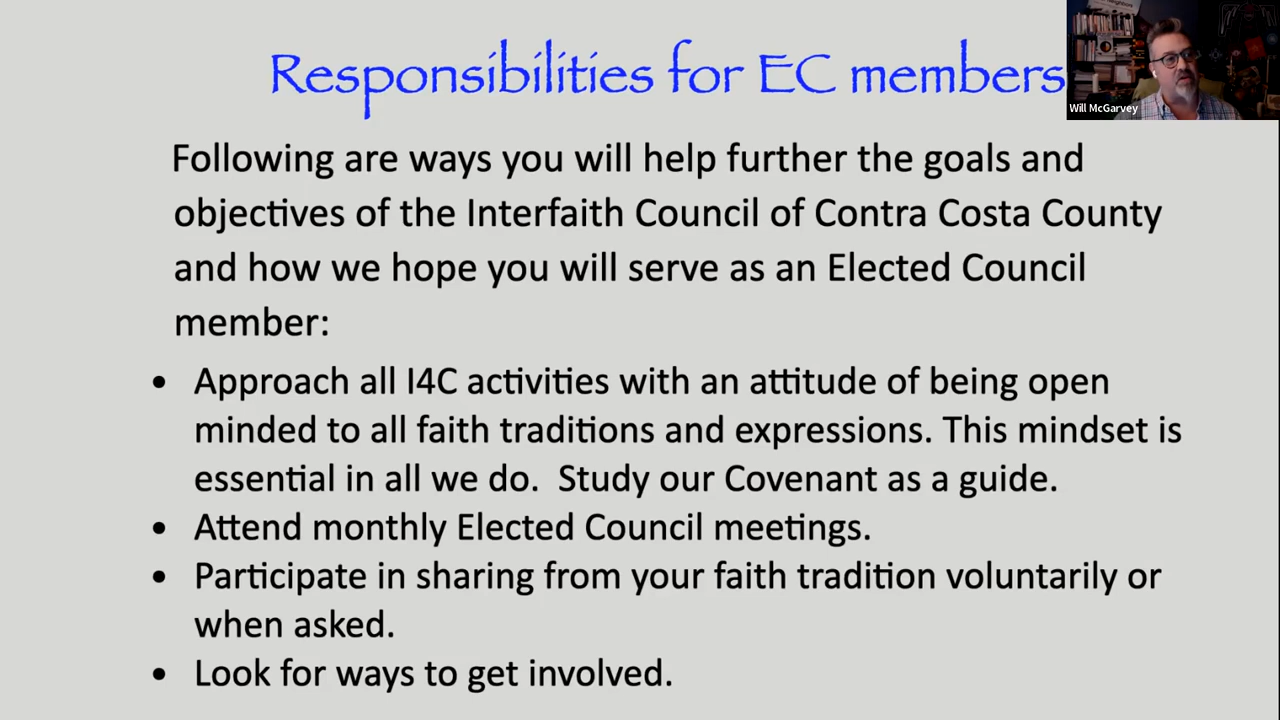 Responsibilities for EC members
Will McGarvey
Following are ways you will help further the goals and
objectives of the Interfaith Council of Contra Costa County
and how we hope you will serve as an Elected Council
member:
• Approach all I4C activities with an attitude of being open
minded to all faith traditions and expressions. This mindset is
essential in all we do.  Study our Covenant as a guide.
• Attend monthly Elected Council meetings.
• Participate in sharing from your faith tradition voluntarily or
when asked.
• Look for ways to get involved.